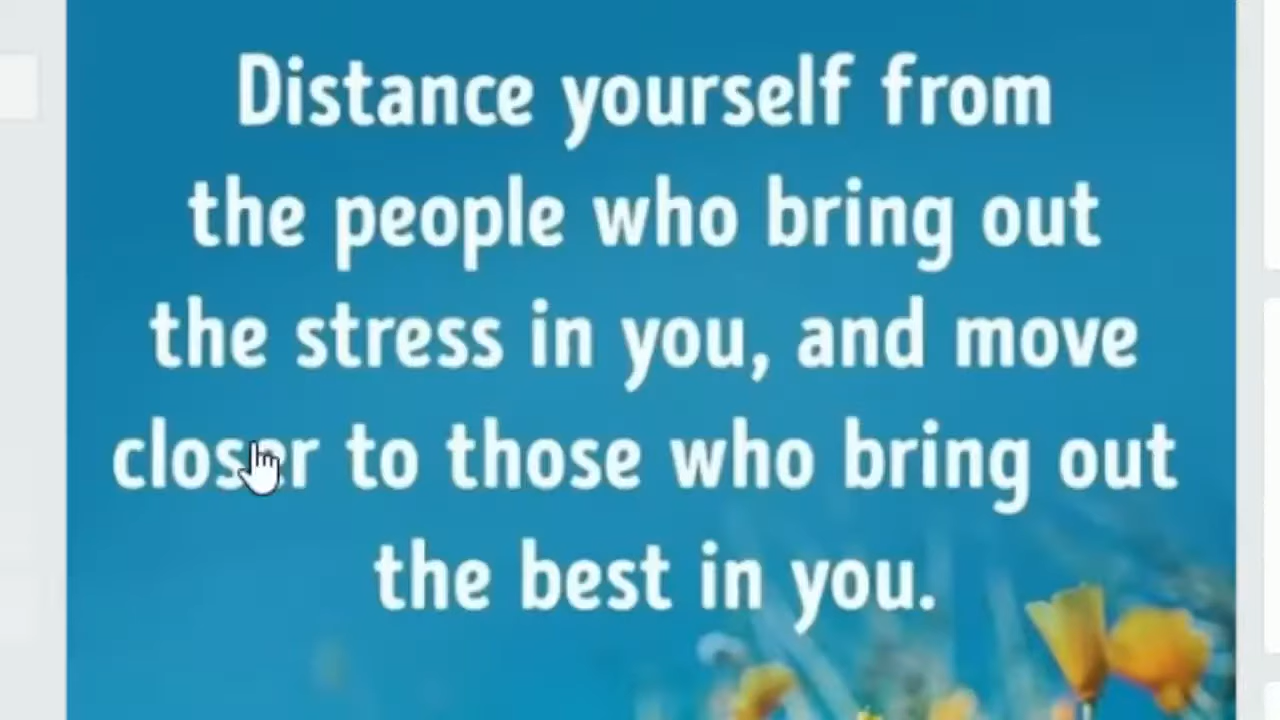 Distance yourself from
the people who bring out
the stress in you, and move
closer to those who bring out
the best in you.